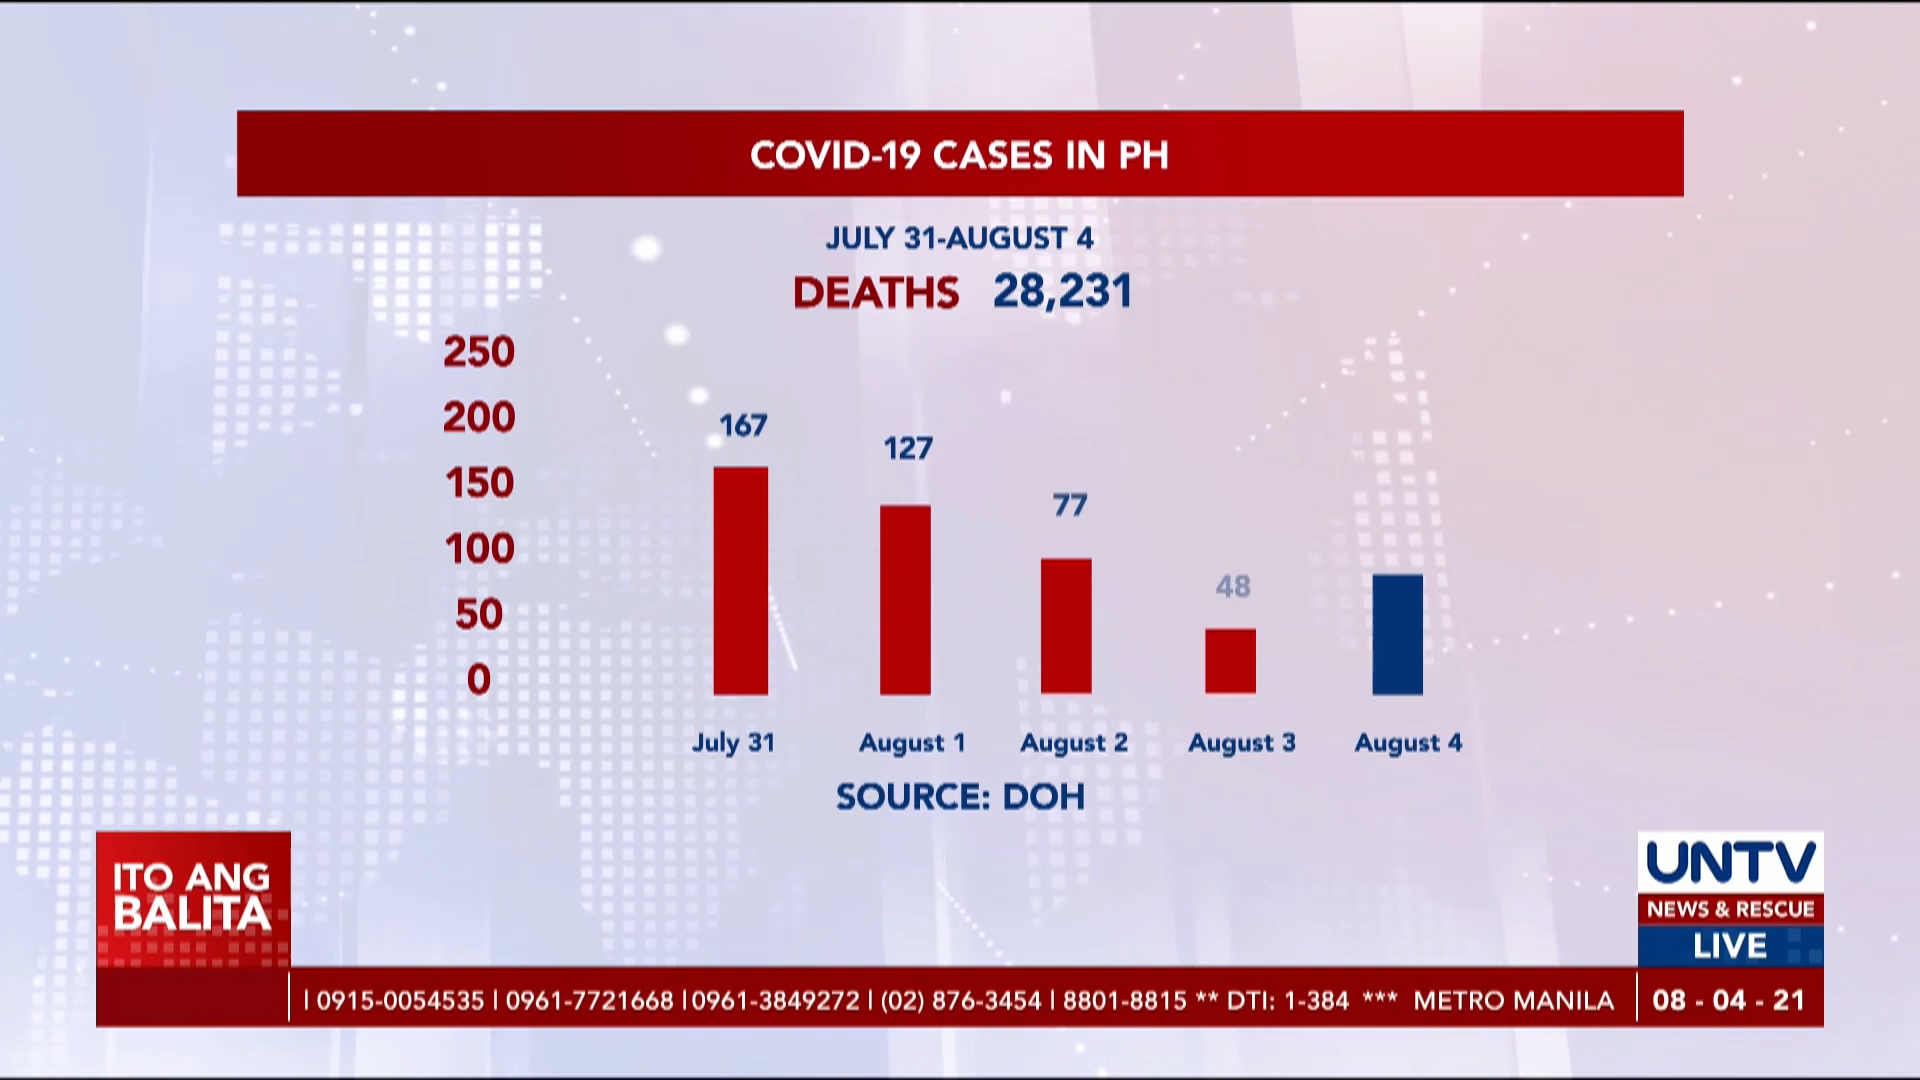 COVID-19 CASES IN PH
JULY 31-AUGUST 4
DEATHS 28,231
250
200
150
100
50
0
167
127
77
48
July 31 August 1 August 2 August 3 August 4
SOURCE: DOH
ITO ANG
BALITA
UNTV
NEWS & RESCUE
LIVE
| 0915-0054535 | 0961-7721668 | 0961-3849272 | (02) 876-3454 | 8801-8815 ** DTI: 1-384 *** METRO MANILA
08 - 04 - 21